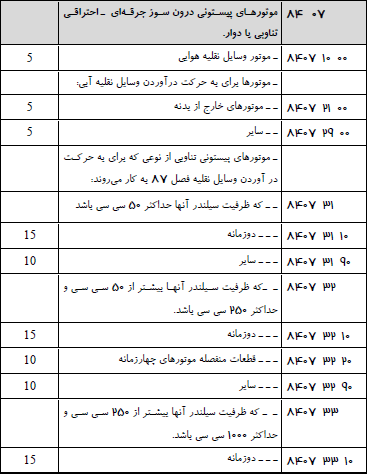 ۸۴۰۷ موتورهای پیستونی درون سوز جرقه‌ای ـ احتراقی
تناوبی یا دوار.
۸۴۰۷ ۱۰ ۰۰ ـ موتور وسایل نقلیه هوایی 5
ـ موتورها برای به حرکت درآوردن وسایل نقلیه آبی:
۸۴۰۷ ۲۱ ۰۰ ـ ـ موتورهای خارج از بدنه 5
۸۴۰۷ ۲۹ ۰۰ ـ ـ سایر 5
ـ موتورهای پیستونی تناوبی از نوعی که برای به حرکت
در آوردن وسایل نقلیه فصل ۸۷ به کار می‌روند:
۸۴۰۷ ۳۱ ـ ـ که ظرفیت سیلندر آنها حداکثر ۵۰ سی سی باشد
۸۴۰۷ ۳۱ ۱۰ ـ ـ ـ دوزمانه 15
۸۴۰۷ ۳۱ ۹۰ ـ ـ ـ سایر 10
۸۴۰۷ ۳۲ ـ ـ که ظرفیت سیلندر آنها بیشتر از ۵۰ سی سی و
حداکثر ۲۵۰ سی سی باشد.
۸۴۰۷ ۳۲ ۱۰ ـ ـ ـ دوزمانه 15
۸۴۰۷ ۳۲ ۲۰ ـ ـ ـ قطعات منفصله موتورهای چهارزمانه 10
۸۴۰۷ ۳۲ ۹۰ ـ ـ ـ سایر 10
۸۴۰۷ ۳۳ ـ ـ که ظرفیت سیلندر آنها بیشتر از ۲۵۰ سی سی و
حداکثر ۱۰۰۰ سی سی باشد.
۸۴۰۷ ۳۳ ۱۰ ـ ـ ـ دوزمانه 15